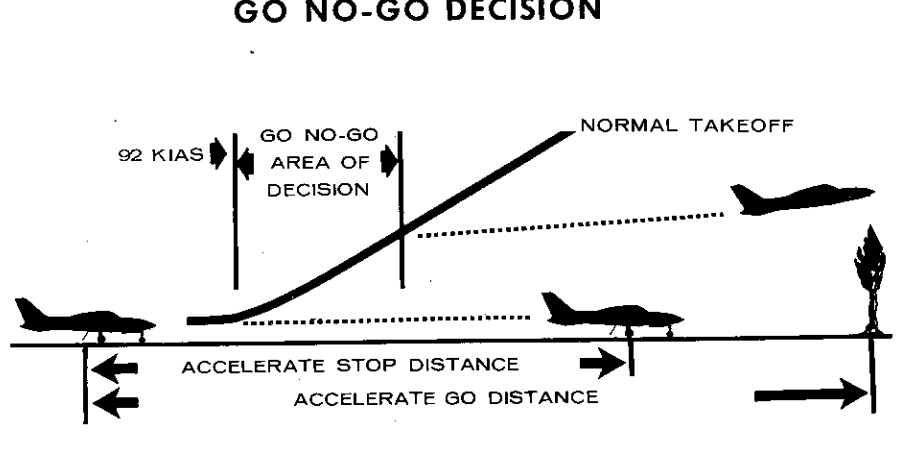 GO NO-GO DECISION
NORMAL TAKEOFF
92 KIAS
GO NO-GO
AREA OF
DECISION
ACCELERATE STOP DISTANCE
ACCELERATE GO DISTANCE